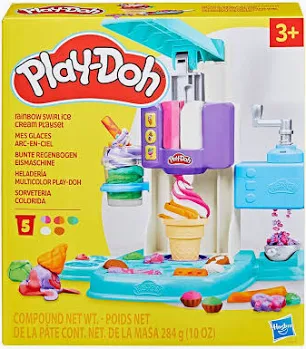 3+
Play-Doh
RAINBOW SWIRL ICE
CREAM PLAYSET
MES GLACES
ARC-EN-CIEL
BUNTE REGENBOGEN
EISMASCHINE
HELADERÍA
MULTICOLOR PLAY-DOH
SORVETERIA
COLORIDA
Play-Doh
5
COMPOUND NET WT. - POIDS NET
DE LA PÂTE CONT. NET. DE LA MASA 284 g (10 OZ)
Hasbro